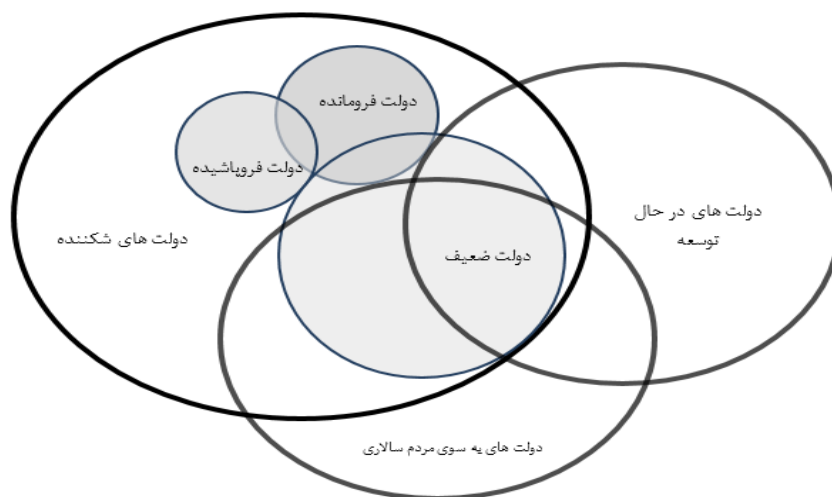 دولت فرومانده
دولت فروپاشیده
دولت های در حال
توسعه
دولت های شکننده
دولت ضعیف
دولت های به سوی مردم سالاری